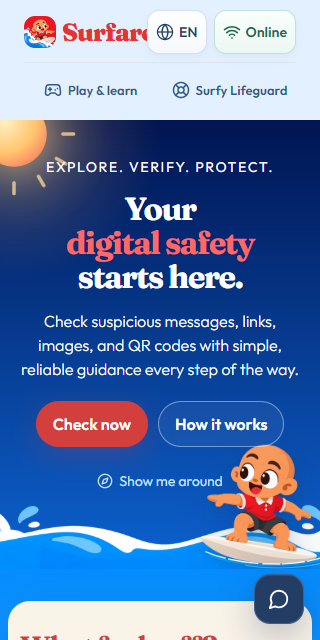 EN
Online
Play & learn
Surfy Lifeguard
EXPLORE. VERIFY. PROTECT.
Your
digital safety
starts here.
Check suspicious messages, links,
images, and QR codes with simple,
reliable guidance every step of the way.
Check now
How it works
Show me around